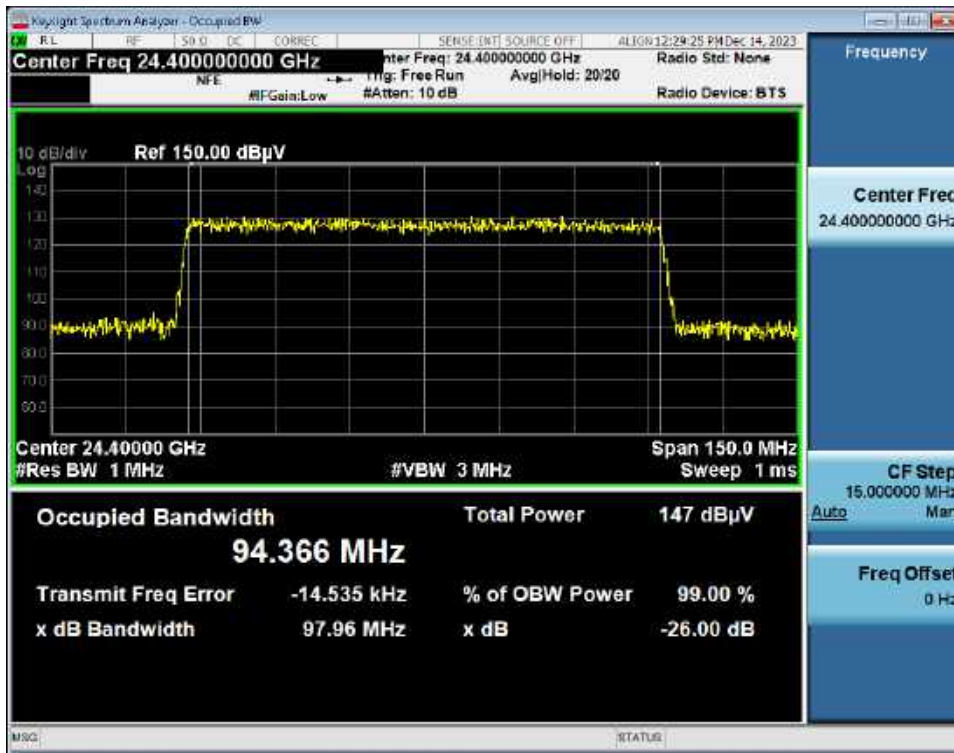 Keysight Spectrum Analyzer - Occupied BW
RL RF 50 Ω DC CORREC SENSE:INT SOURCE OFF ALIGN 12:29:25 PM Dec 14, 2023
Center Freq 24.400000000 GHz
nter Freq: 24.400000000 GHz
Radio Std: None
Frequency
NFE
Trig: Free Run
Avg|Hold: 20/20
#IFGain:Low
#Atten: 10 dB
Radio Device: BTS
10 dB/div
Ref 150.00 dBµV
Log
140
130
120
110
100
90.0
80.0
70.0
60.0
Center Freq
24.400000000 GHz
Center 24.40000 GHz
Span 150.0 MHz
#Res BW 1 MHz
#VBW 3 MHz
Sweep 1 ms
CF Step
15.000000 MHz
Auto Man
Occupied Bandwidth
Total Power 147 dBµV
94.366 MHz
Transmit Freq Error -14.535 kHz
% of OBW Power 99.00 %
x dB Bandwidth 97.96 MHz
x dB -26.00 dB
Freq Offset
0 Hz
MSG
STATUS